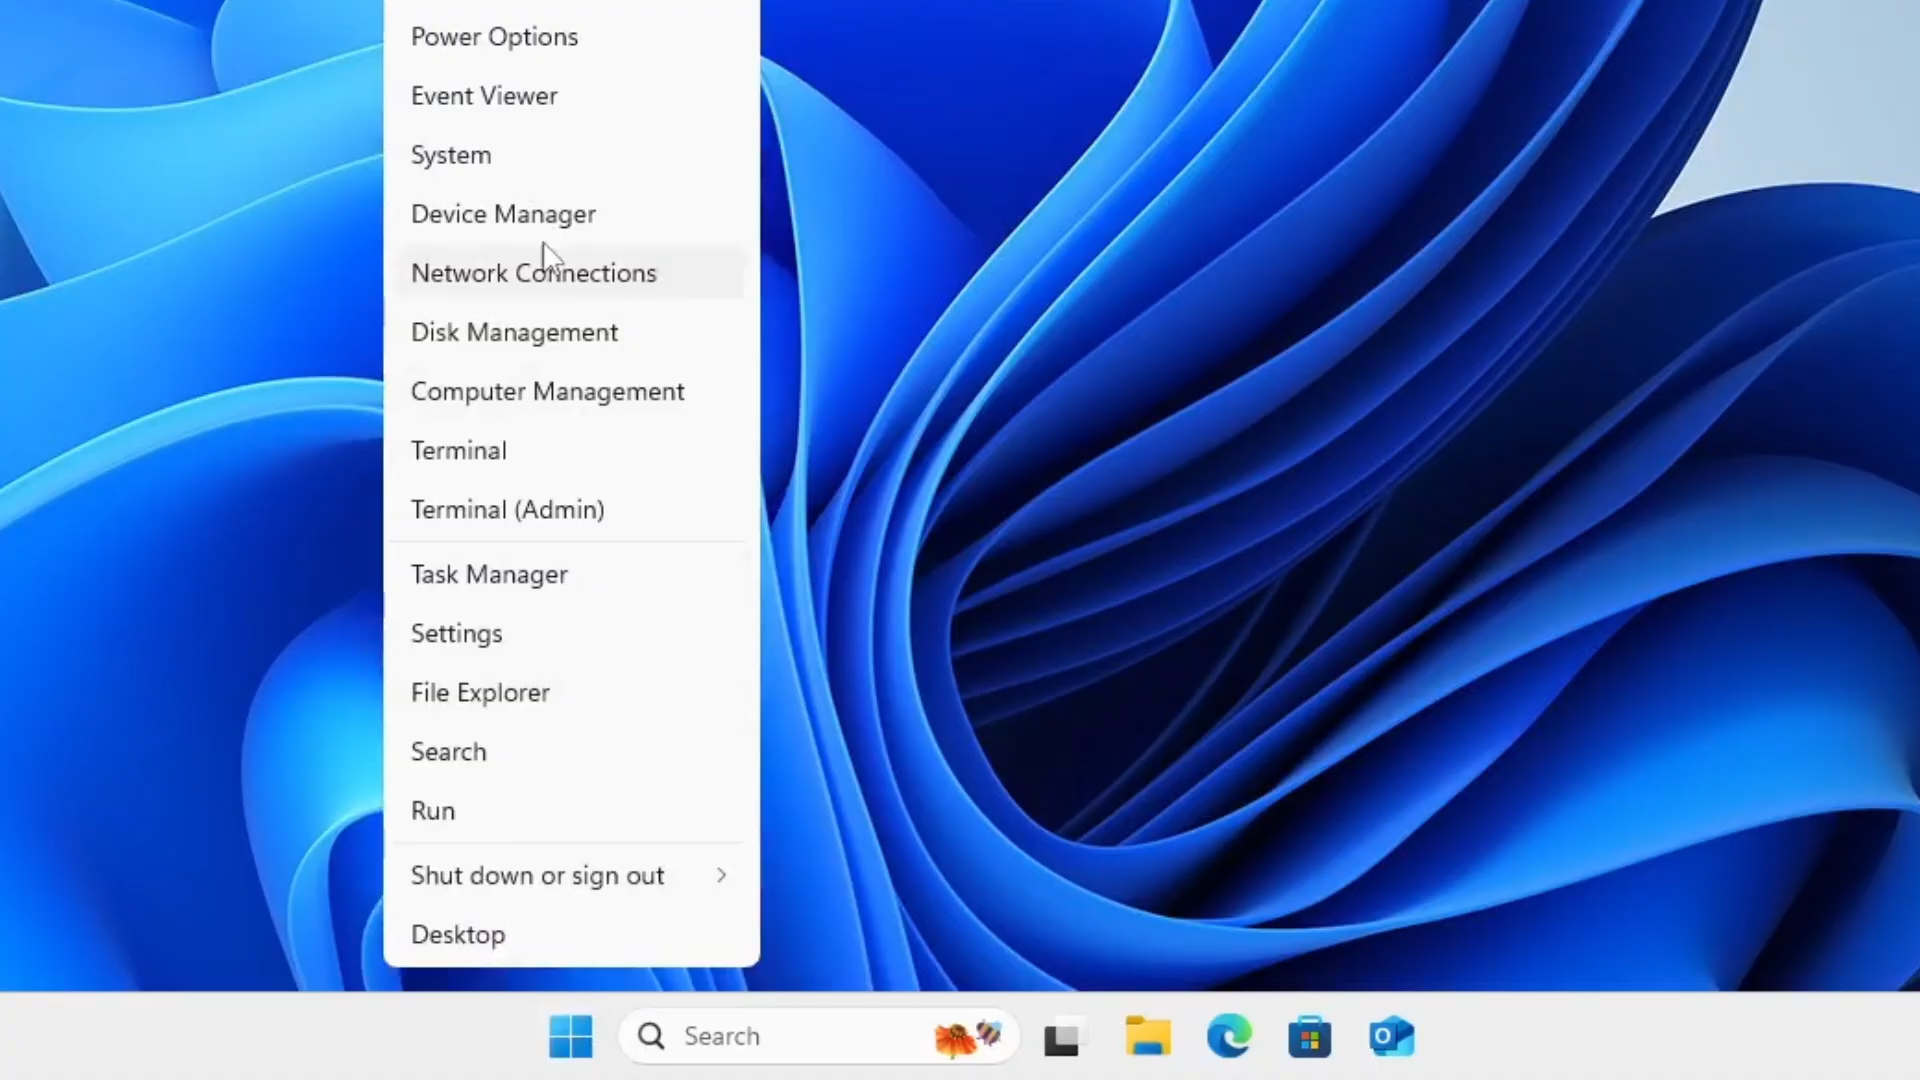 Power Options
Event Viewer
System
Device Manager
Network Connections
Disk Management
Computer Management
Terminal
Terminal (Admin)
Task Manager
Settings
File Explorer
Search
Run
Shut down or sign out
Desktop
Search